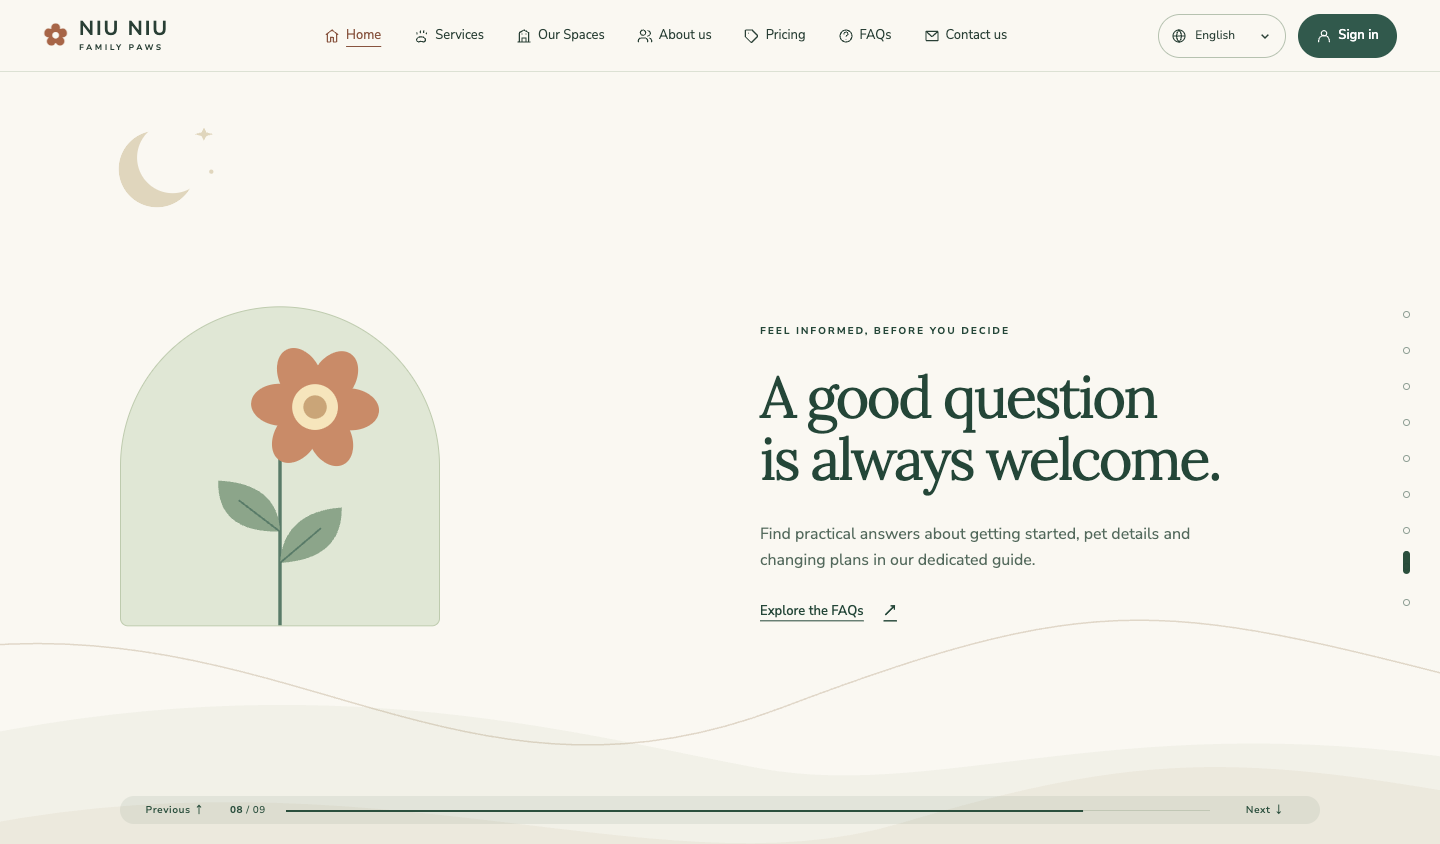 NIU NIU
FAMILY PAWS
Home
Services
Our Spaces
About us
Pricing
FAQs
Contact us
English
Sign in
FEEL INFORMED, BEFORE YOU DECIDE
A good question
is always welcome.
Find practical answers about getting started, pet details and
changing plans in our dedicated guide.
Explore the FAQs ↗
Previous ↑
08 / 09
Next ↓